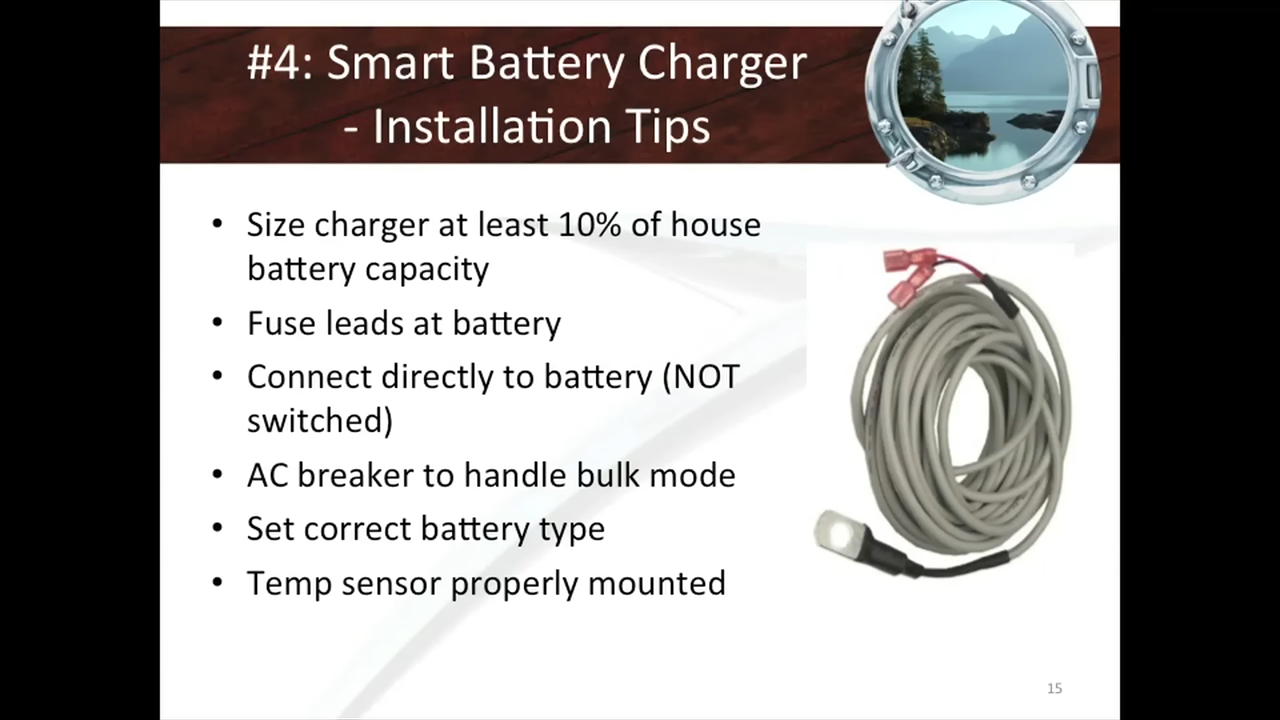 #4: Smart Battery Charger
- Installation Tips
• Size charger at least 10% of house
battery capacity
• Fuse leads at battery
• Connect directly to battery (NOT
switched)
• AC breaker to handle bulk mode
• Set correct battery type
• Temp sensor properly mounted
15